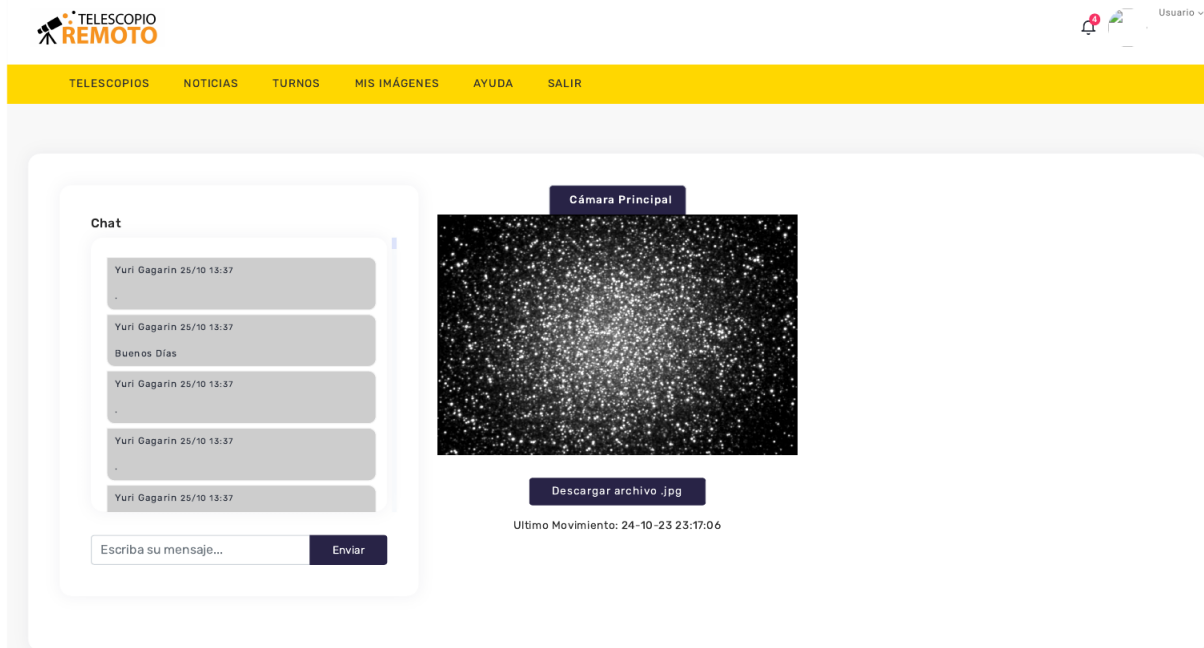 TELESCOPIO
REMOTO
4
Usuario
TELESCOPIOS NOTICIAS TURNOS MIS IMÁGENES AYUDA SALIR
Chat
Yuri Gagarin 25/10 13:37
.
Yuri Gagarin 25/10 13:37
Buenos Días
Yuri Gagarin 25/10 13:37
.
Yuri Gagarin 25/10 13:37
.
Yuri Gagarin 25/10 13:37
Escriba su mensaje... Enviar
Cámara Principal
Descargar archivo .jpg
Ultimo Movimiento: 24-10-23 23:17:06